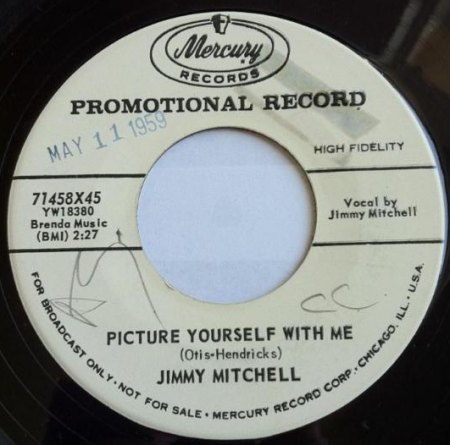 Mercury
RECORDS
PROMOTIONAL RECORD
MAY 11 1959
HIGH FIDELITY
71458X45
YW18380
Brenda Music
(BMI) 2:27
Vocal by
Jimmy Mitchell
CC.
PICTURE YOURSELF WITH ME
(Otis-Hendricks)
JIMMY MITCHELL
FOR BROADCAST ONLY • NOT FOR SALE • MERCURY RECORD CORP. • CHICAGO, ILL. • U.S.A.